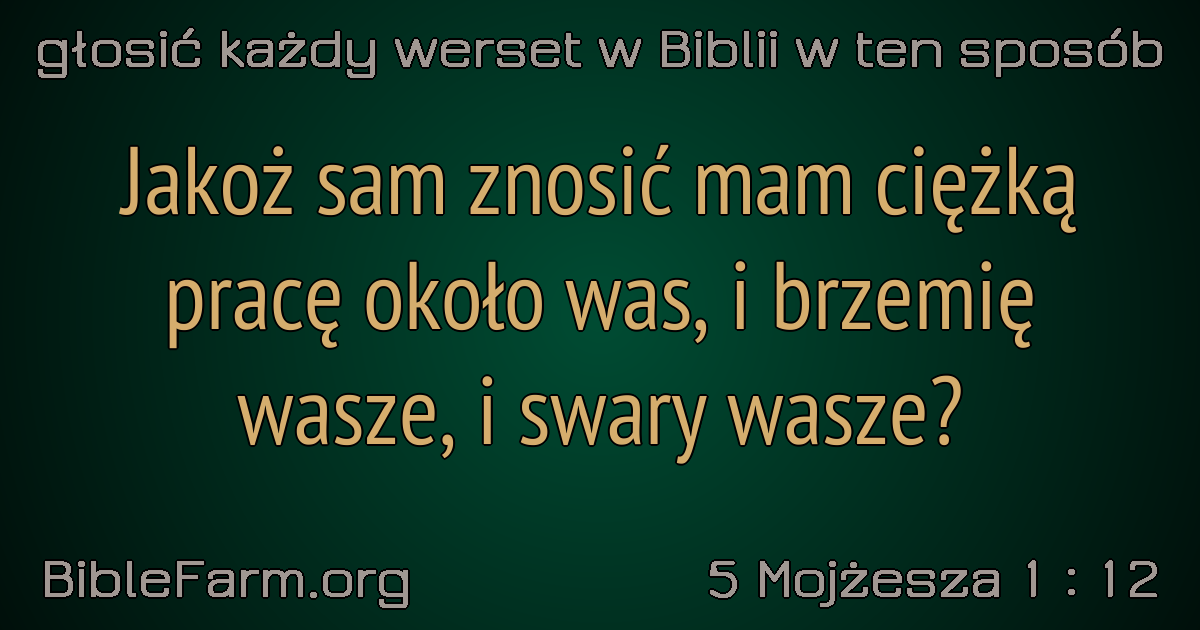 głosić każdy werset w Biblii w ten sposób
Jakoż sam znosić mam ciężką
pracę około was, i brzemię
wasze, i swary wasze?
BibleFarm.org
5 Mojżesza 1 : 12